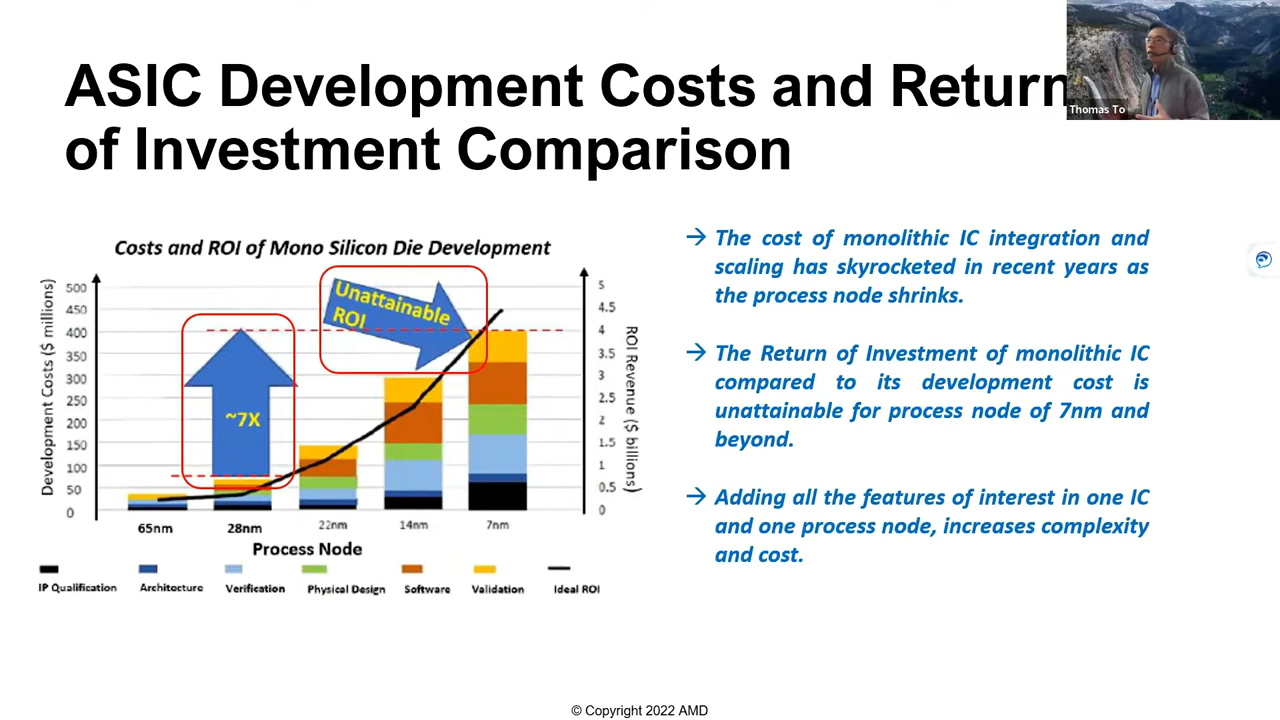 ASIC Development Costs and Return
of Investment Comparison
Thomas To
Costs and ROI of Mono Silicon Die Development
Development Costs ($ millions)
500
450
400
350
300
250
200
150
100
50
0
Unattainable
ROI
~7X
5
4.5
4
3.5
3
2.5
2
1.5
1
0.5
0
ROI Revenue ($ billions)
65nm 28nm 22nm 14nm 7nm
Process Node
IP Qualification Architecture Verification Physical Design Software Validation Ideal ROI
→ The cost of monolithic IC integration and
scaling has skyrocketed in recent years as
the process node shrinks.
→ The Return of Investment of monolithic IC
compared to its development cost is
unattainable for process node of 7nm and
beyond.
→ Adding all the features of interest in one IC
and one process node, increases complexity
and cost.
© Copyright 2022 AMD